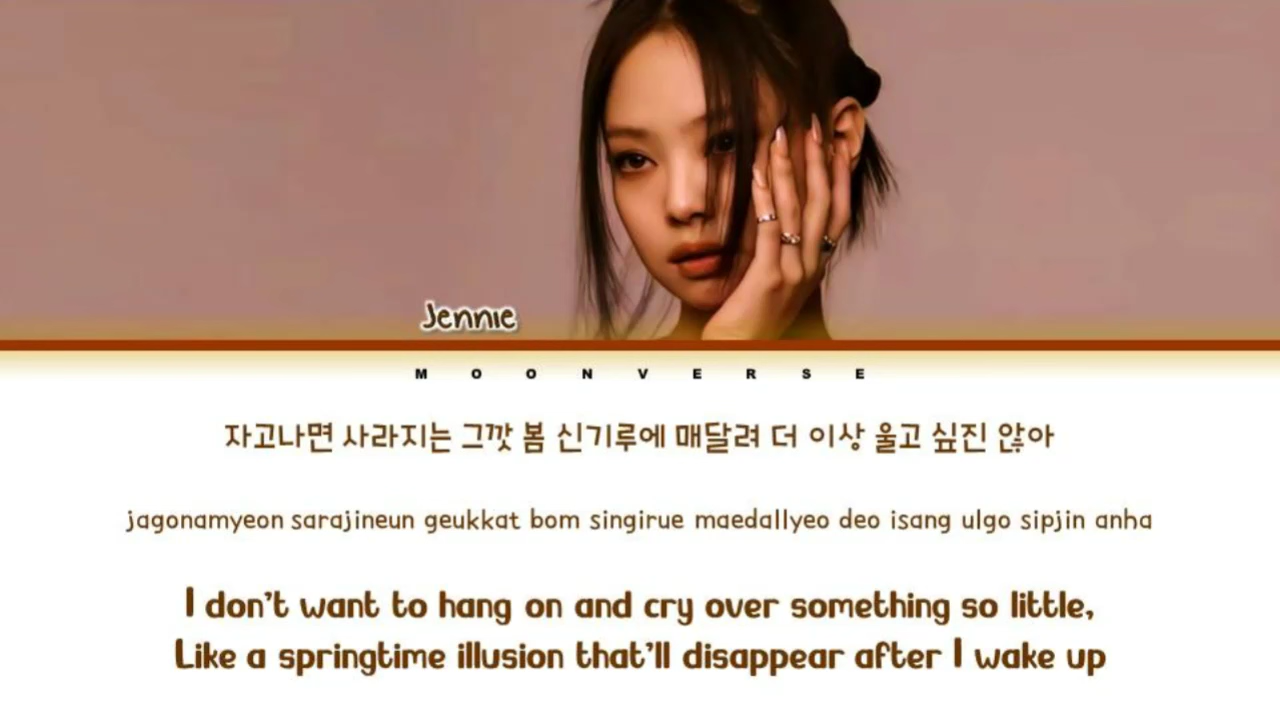 Jennie
MOONVERSE
자고나면 사라지는 그깟 봄 신기루에 매달려 더 이상 울고 싶진 않아
jagonamyeon sarajineun geukkat bom singirue maedallyeo deo isang ulgo sipjin anha
I don't want to hang on and cry over something so little,
Like a springtime illusion that'll disappear after I wake up